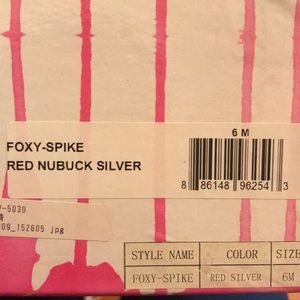 FOXY-SPIKE
RED NUBUCK SILVER
6 M
8 86148 96254 3
-5030
09_152605 jpg
STYLE NAME COLOR SIZE
FOXY-SPIKE RED SILVER 6M